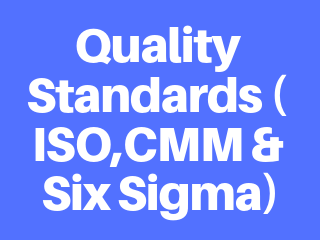 Quality
Standards (
ISO,CMM &
Six Sigma)